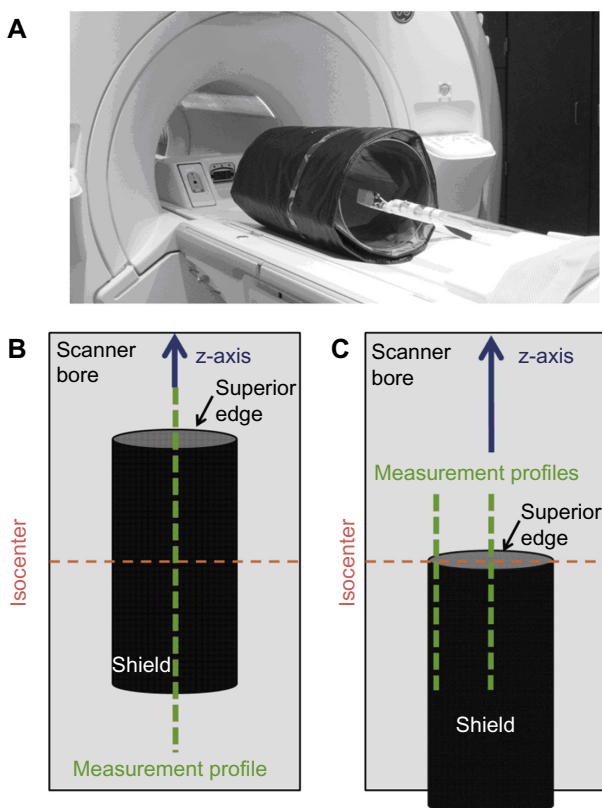 A
B
Scanner
bore
z-axis
Superior
edge
Isocenter
Shield
Measurement profile
C
Scanner
bore
z-axis
Measurement profiles
Superior
edge
Isocenter
Shield